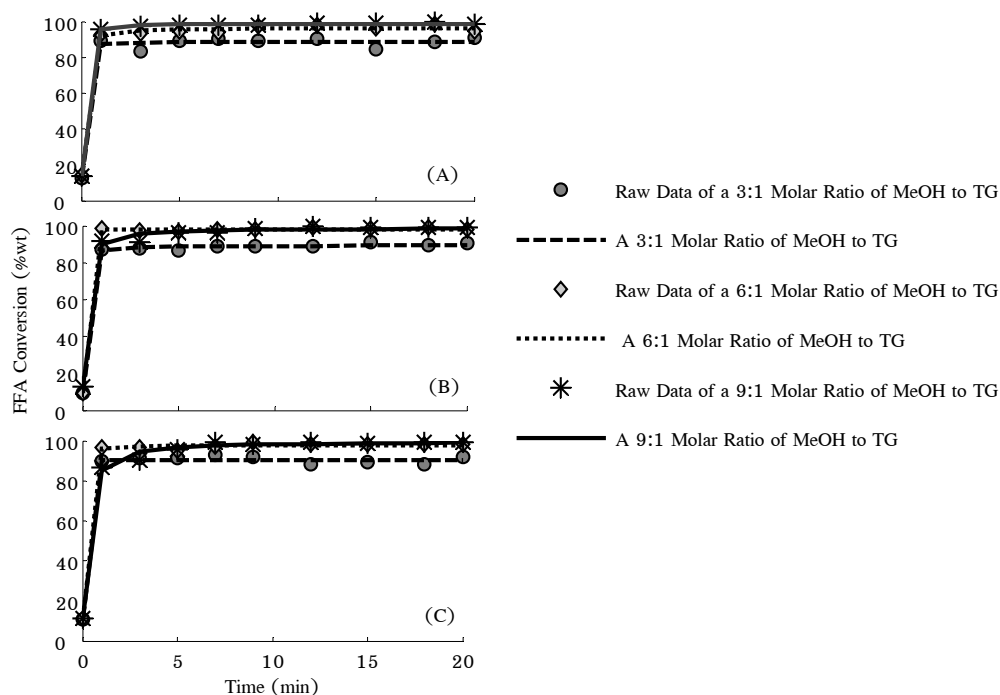 FFA Conversion (%wt)
100
80
60
40
20
0
(A)
100
80
60
40
20
0
(B)
100
80
60
40
20
0
(C)
0
5
10
15
20
Time (min)
Raw Data of a 3:1 Molar Ratio of MeOH to TG
A 3:1 Molar Ratio of MeOH to TG
Raw Data of a 6:1 Molar Ratio of MeOH to TG
A 6:1 Molar Ratio of MeOH to TG
Raw Data of a 9:1 Molar Ratio of MeOH to TG
A 9:1 Molar Ratio of MeOH to TG